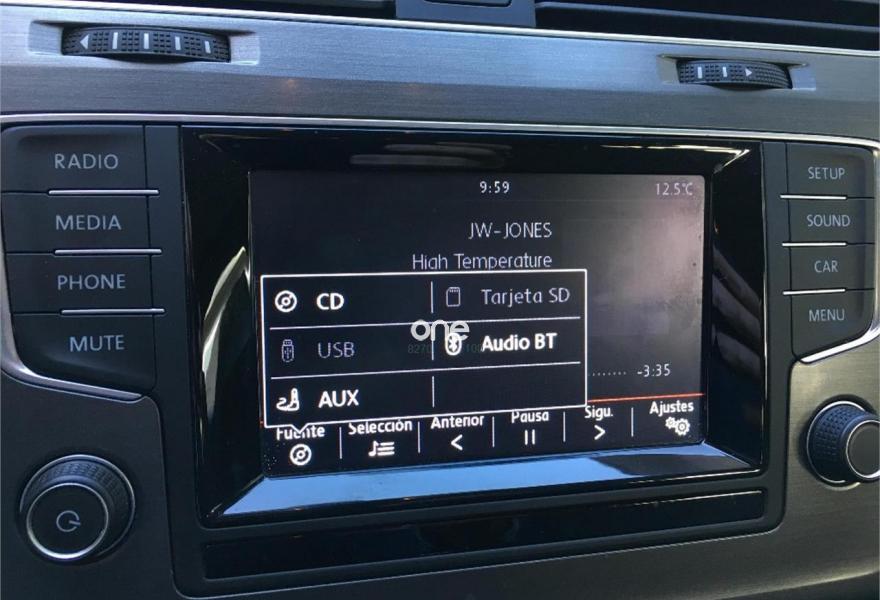 RADIO
MEDIA
PHONE
MUTE
9:59
12.5°C
JW-JONES
High Temperature
CD
Tarjeta SD
USB
Audio BT
AUX
one
-3:35
Fuente
Selección
Anterior
Pausa
Sigu.
Ajustes
SETUP
SOUND
CAR
MENU